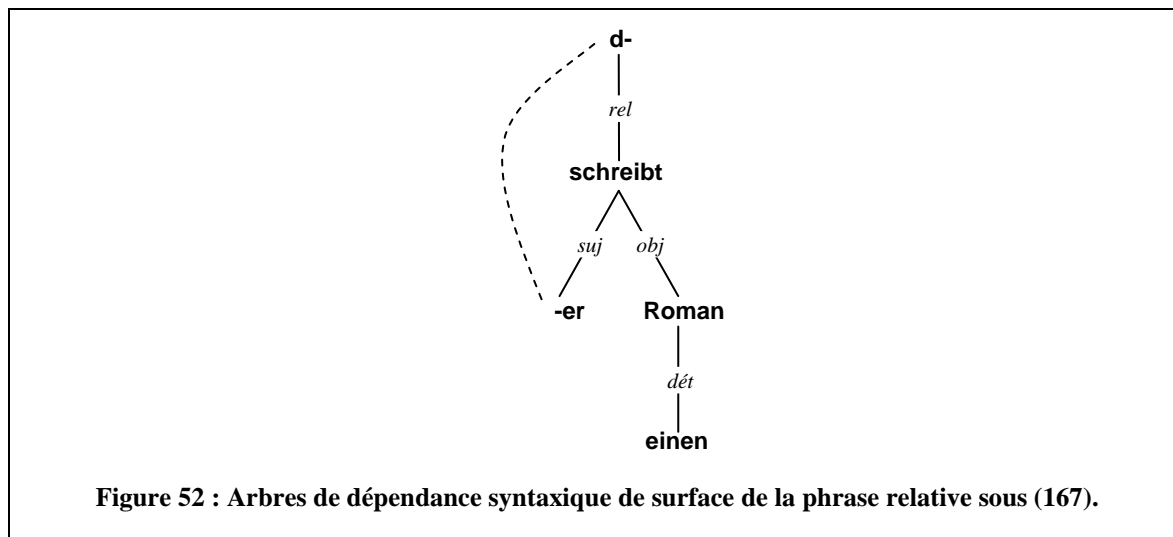 d-
rel
schreibt
suj obj
-er Roman
dét
einen
Figure 52 : Arbres de dépendance syntaxique de surface de la phrase relative sous (167).